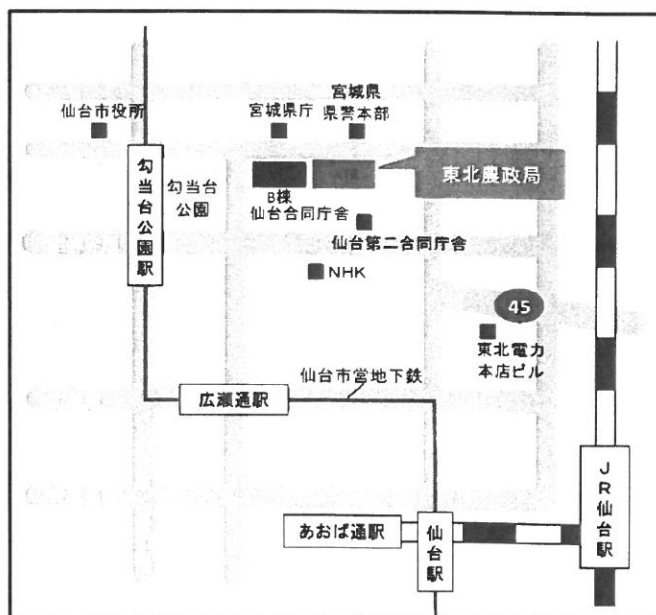 仙台市役所
宮城県庁
宮城県
県警本部
勾当台公園駅
勾当台
公園
東北農政局
B棟
仙台合同庁舎
仙台第二合同庁舎
NHK
45
東北電力
本店ビル
仙台市営地下鉄
広瀬通駅
JR仙台駅
あおば通駅
仙台駅